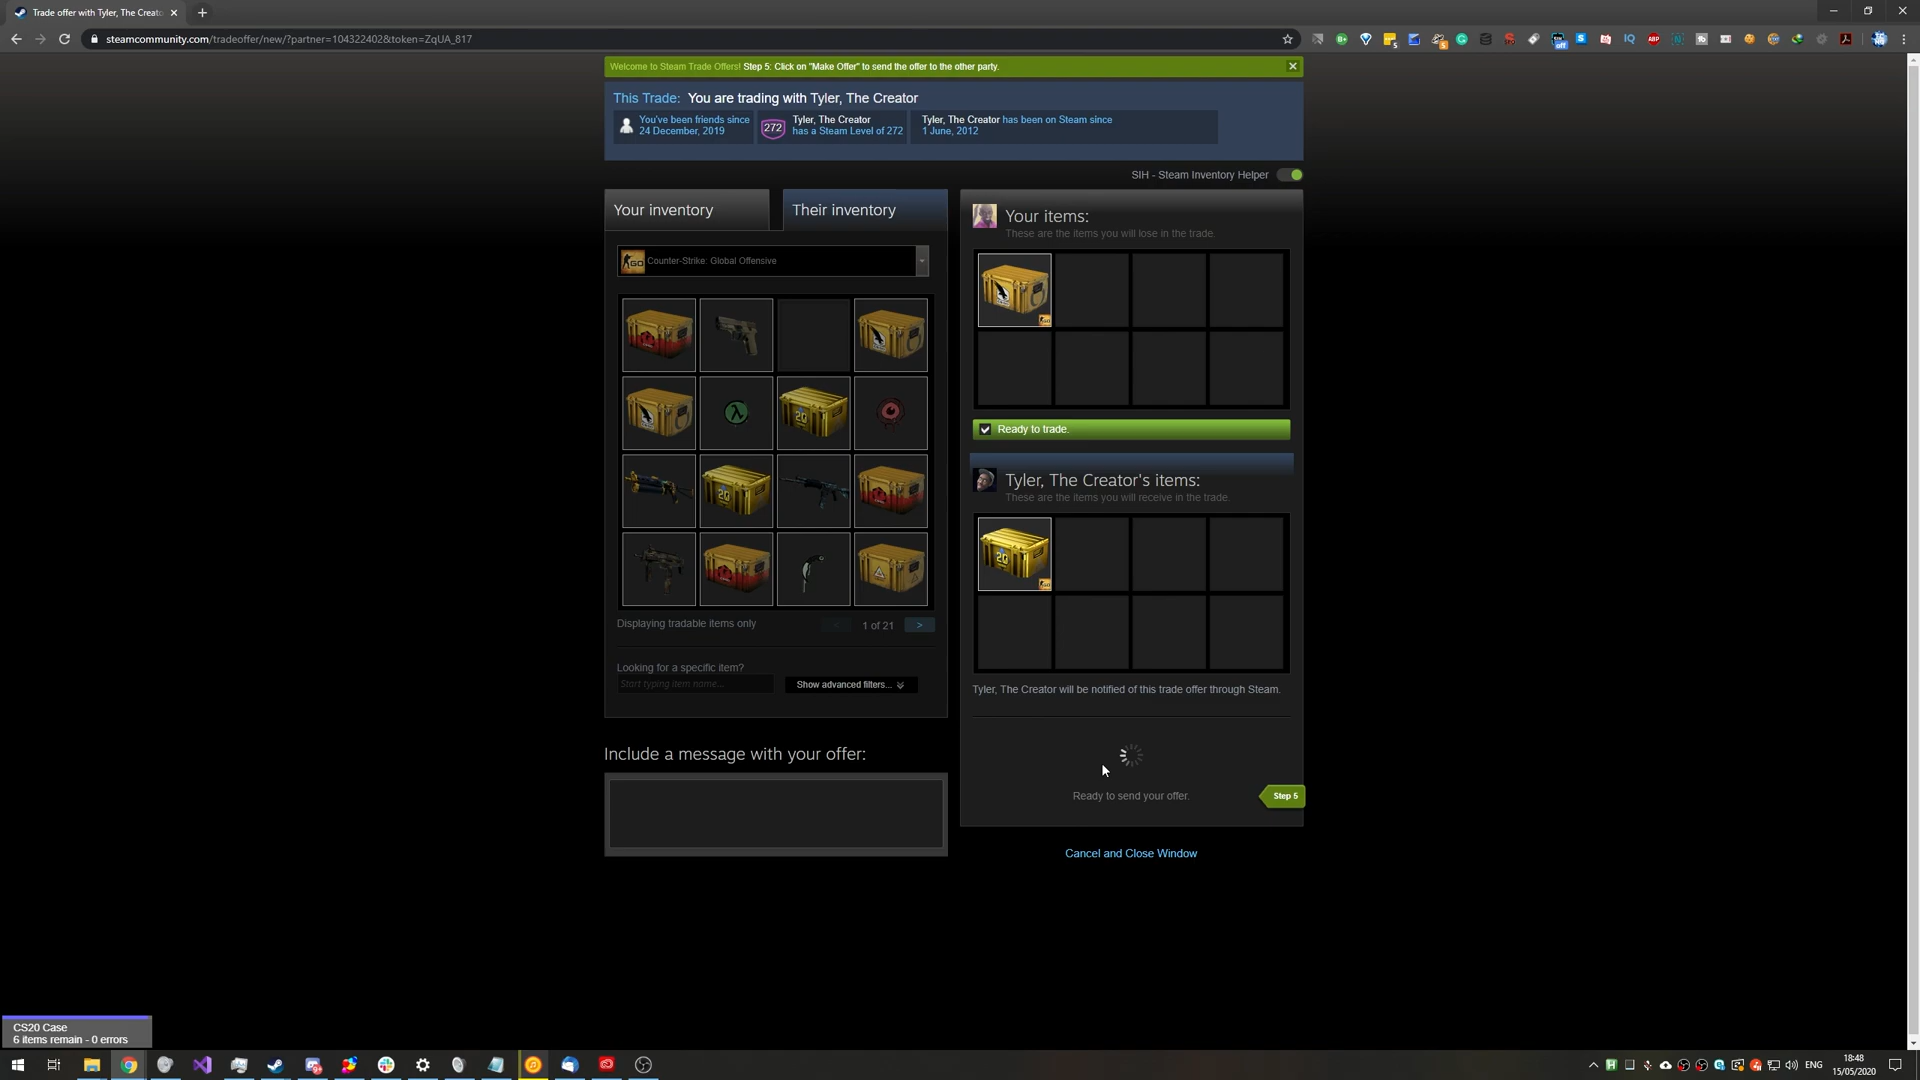 Trade offer with Tyler, The Creato
steamcommunity.com/tradeoffer/new/?partner=104322402&token=ZqUA_817
Welcome to Steam Trade Offers! Step 5: Click on "Make Offer" to send the offer to the other party.
This Trade: You are trading with Tyler, The Creator
You've been friends since
24 December, 2019
272
Tyler, The Creator
has a Steam Level of 272
Tyler, The Creator has been on Steam since
1 June, 2012
SIH - Steam Inventory Helper
Your inventory
Their inventory
Counter-Strike: Global Offensive
Displaying tradable items only
< 1 of 21 >
Looking for a specific item?
Start typing item name...
Show advanced filters...
Include a message with your offer:
Your items:
These are the items you will lose in the trade.
Ready to trade.
Tyler, The Creator's items:
These are the items you will receive in the trade.
Tyler, The Creator will be notified of this trade offer through Steam.
Ready to send your offer.
Step 5
Cancel and Close Window
CS20 Case
6 items remain - 0 errors
ENG
18:48
15/05/2020